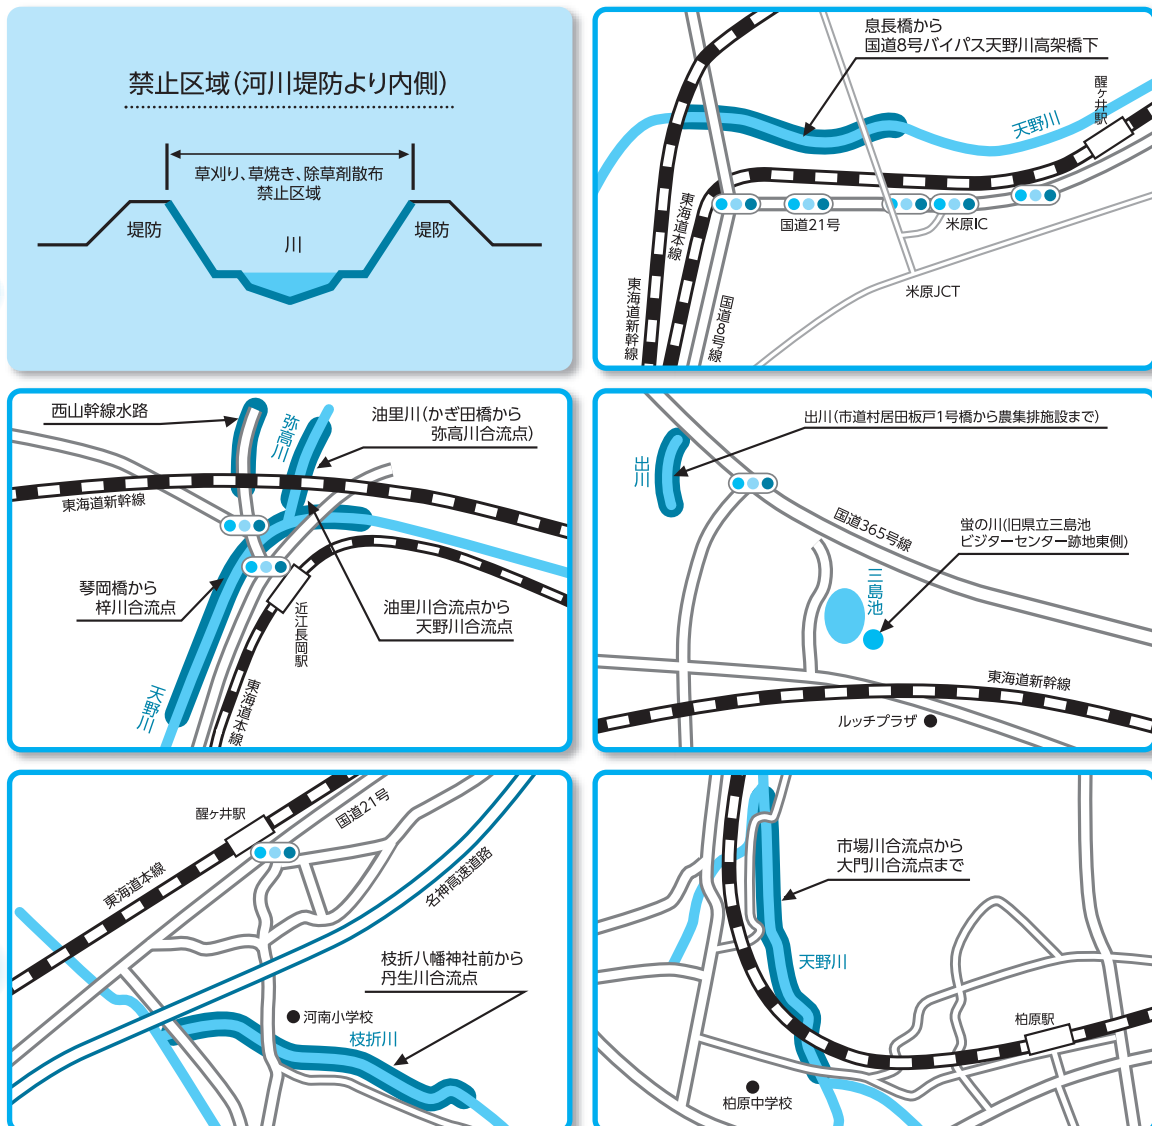 禁止区域(河川堤防より内側)
草刈り、草焼き、除草剤散布
禁止区域
堤防
川
堤防
息長橋から
国道8号バイパス天野川高架橋下
醒ヶ井駅
天野川
東海道本線
国道21号
米原IC
米原JCT
東海道新幹線
国道8号線
西山幹線水路
弥高川
油里川(かぎ田橋から
弥高川合流点)
東海道新幹線
琴岡橋から
梓川合流点
近江長岡駅
油里川合流点から
天野川合流点
天野川
東海道本線
出川(市道村居田板戸1号橋から農集排施設まで)
出川
国道365号線
蛍の川(旧県立三島池
ビジターセンター跡地東側)
三島池
東海道新幹線
ルッチプラザ
醒ヶ井駅
国道21号
東海道本線
名神高速道路
枝折八幡神社前から
丹生川合流点
河南小学校
枝折川
市場川合流点から
大門川合流点まで
天野川
柏原駅
柏原中学校